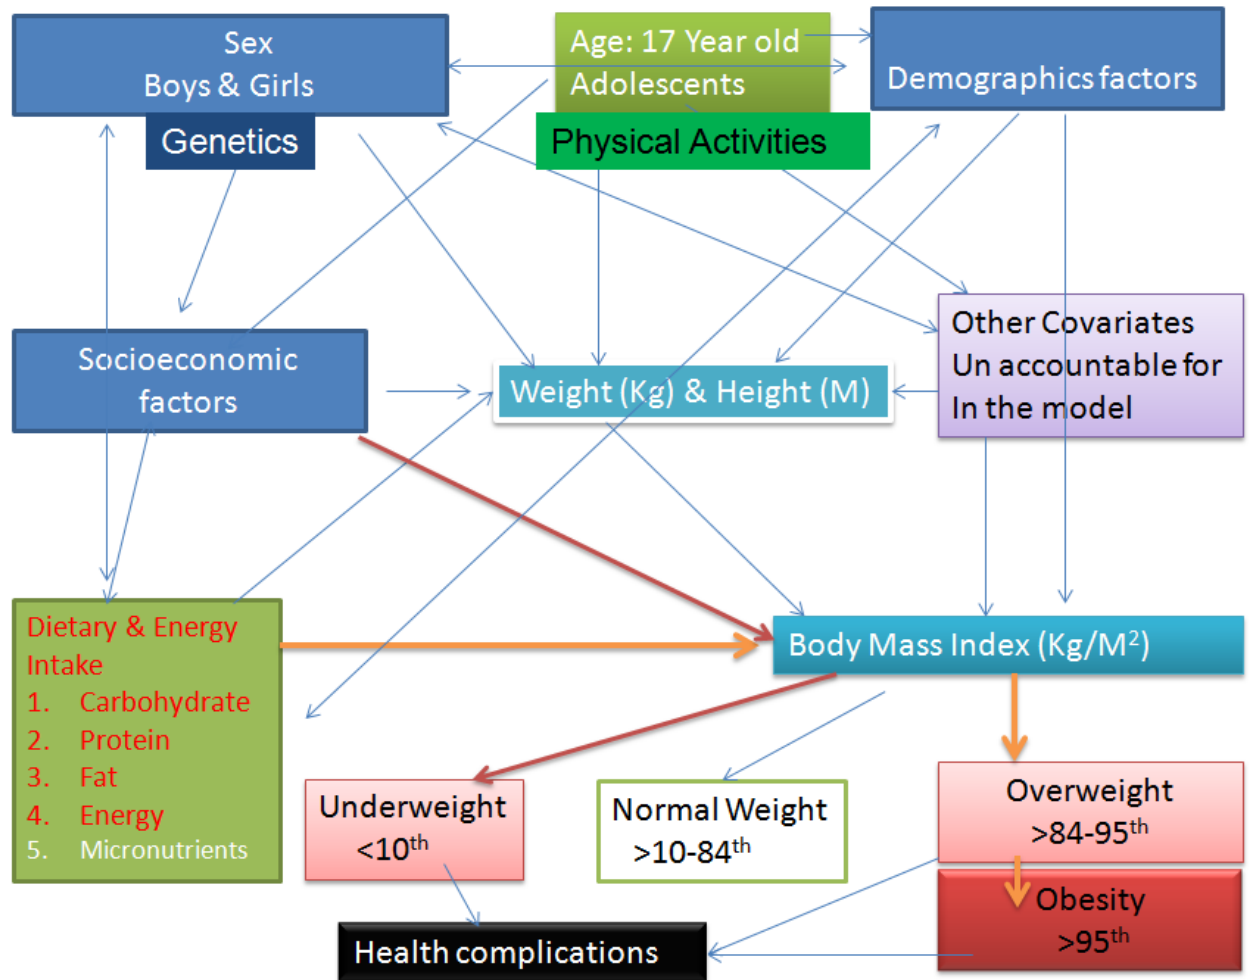 Sex
Boys & Girls
Genetics
Age: 17 Year old
Adolescents
Physical Activities
Demographics factors
Socioeconomic
factors
Weight (Kg) & Height (M)
Other Covariates
Un accountable for
In the model
Dietary & Energy
Intake
1. Carbohydrate
2. Protein
3. Fat
4. Energy
5. Micronutrients
Body Mass Index (Kg/M²)
Underweight
<10th
Normal Weight
>10-84th
Overweight
>84-95th
Obesity
>95th
Health complications